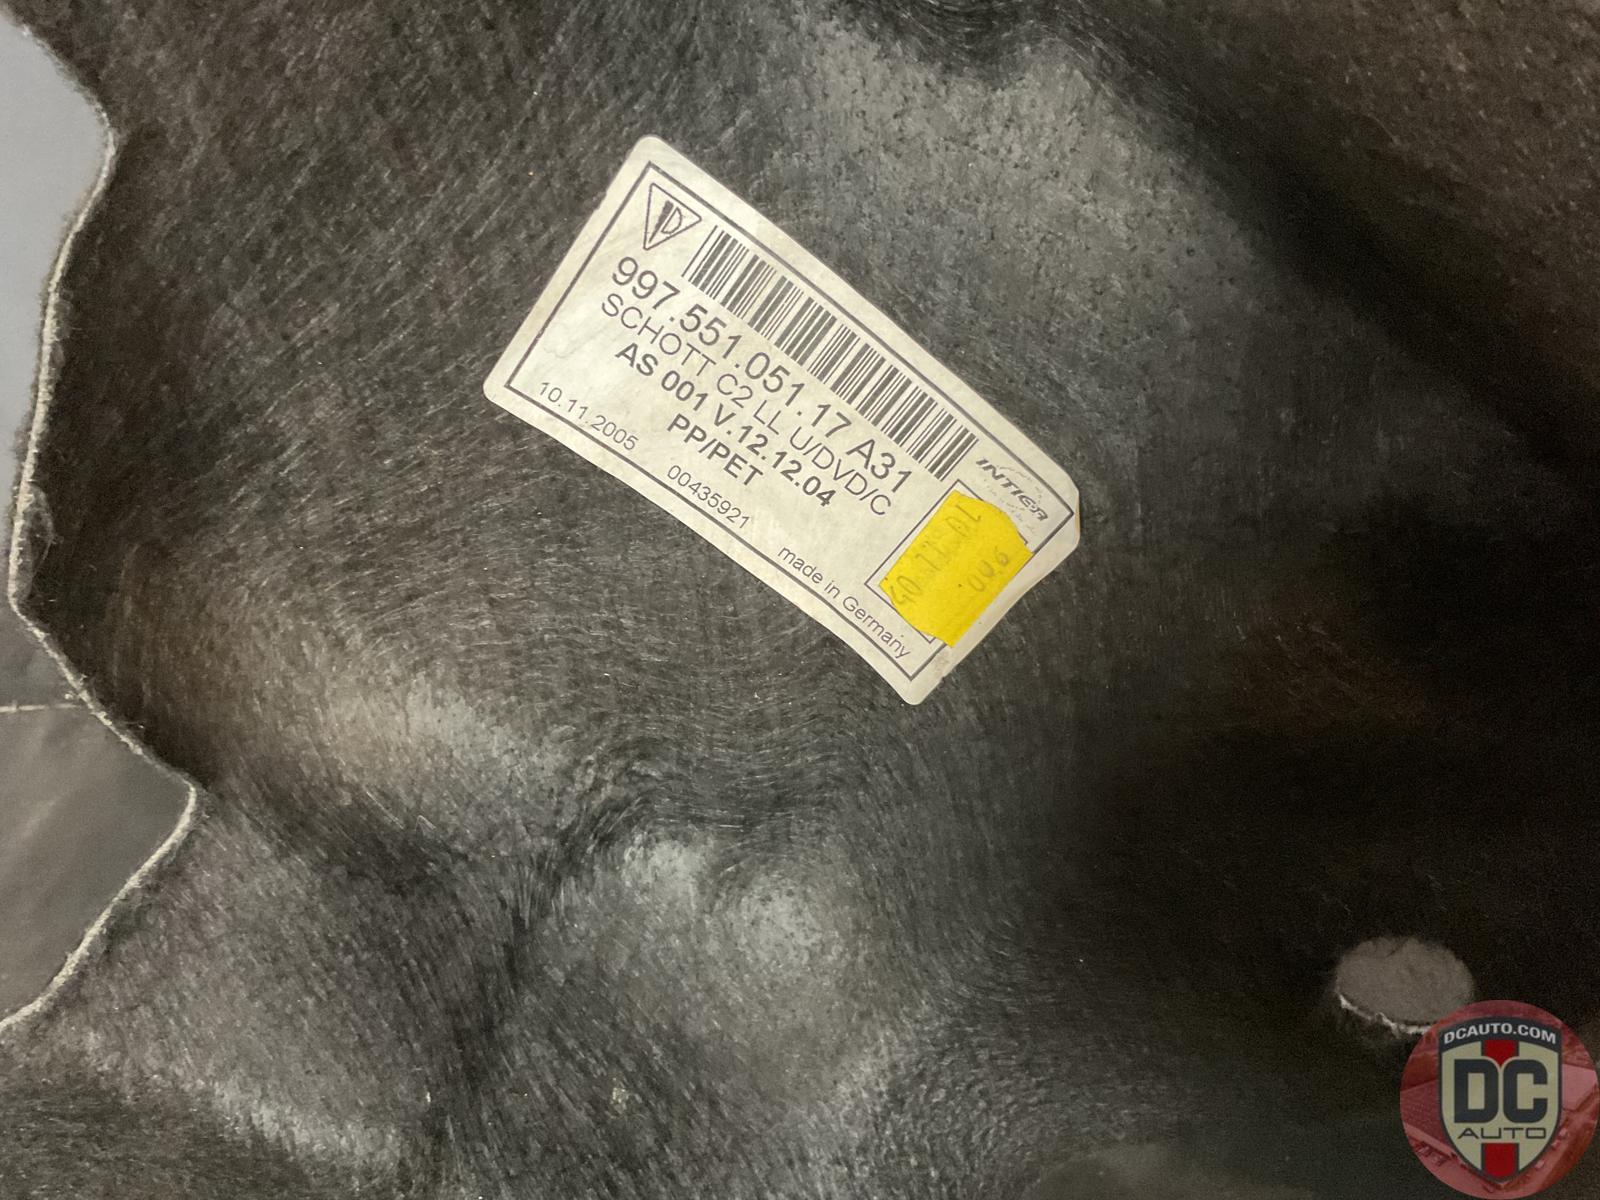 997.551.051.17 A31
SCHOTT C2 LL U/DVD/C
AS 001 V.12.12.04
PP/PET
10.11.2005
00435921
made in Germany
INTIER
DCAUTO.COM
DC
AUTO